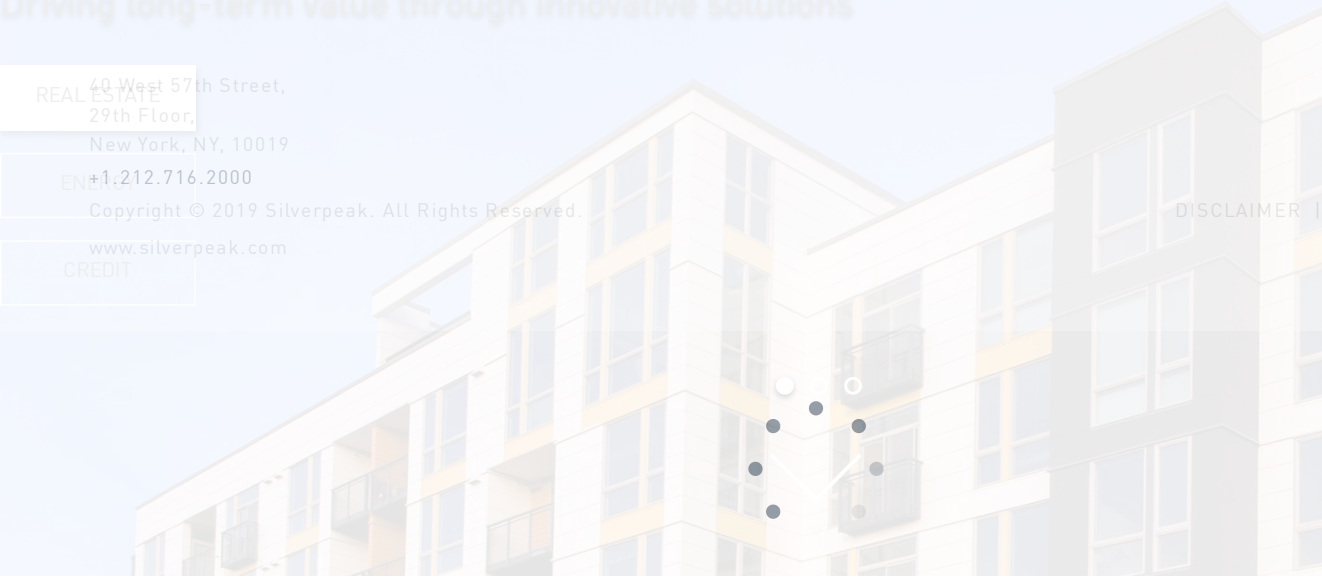 Driving long-term value through innovative solutions
REAL ESTATE
40 West 57th Street,
29th Floor,
New York, NY, 10019
ENERGY
+1.212.716.2000
Copyright © 2019 Silverpeak. All Rights Reserved.
DISCLAIMER |
www.silverpeak.com
CREDIT